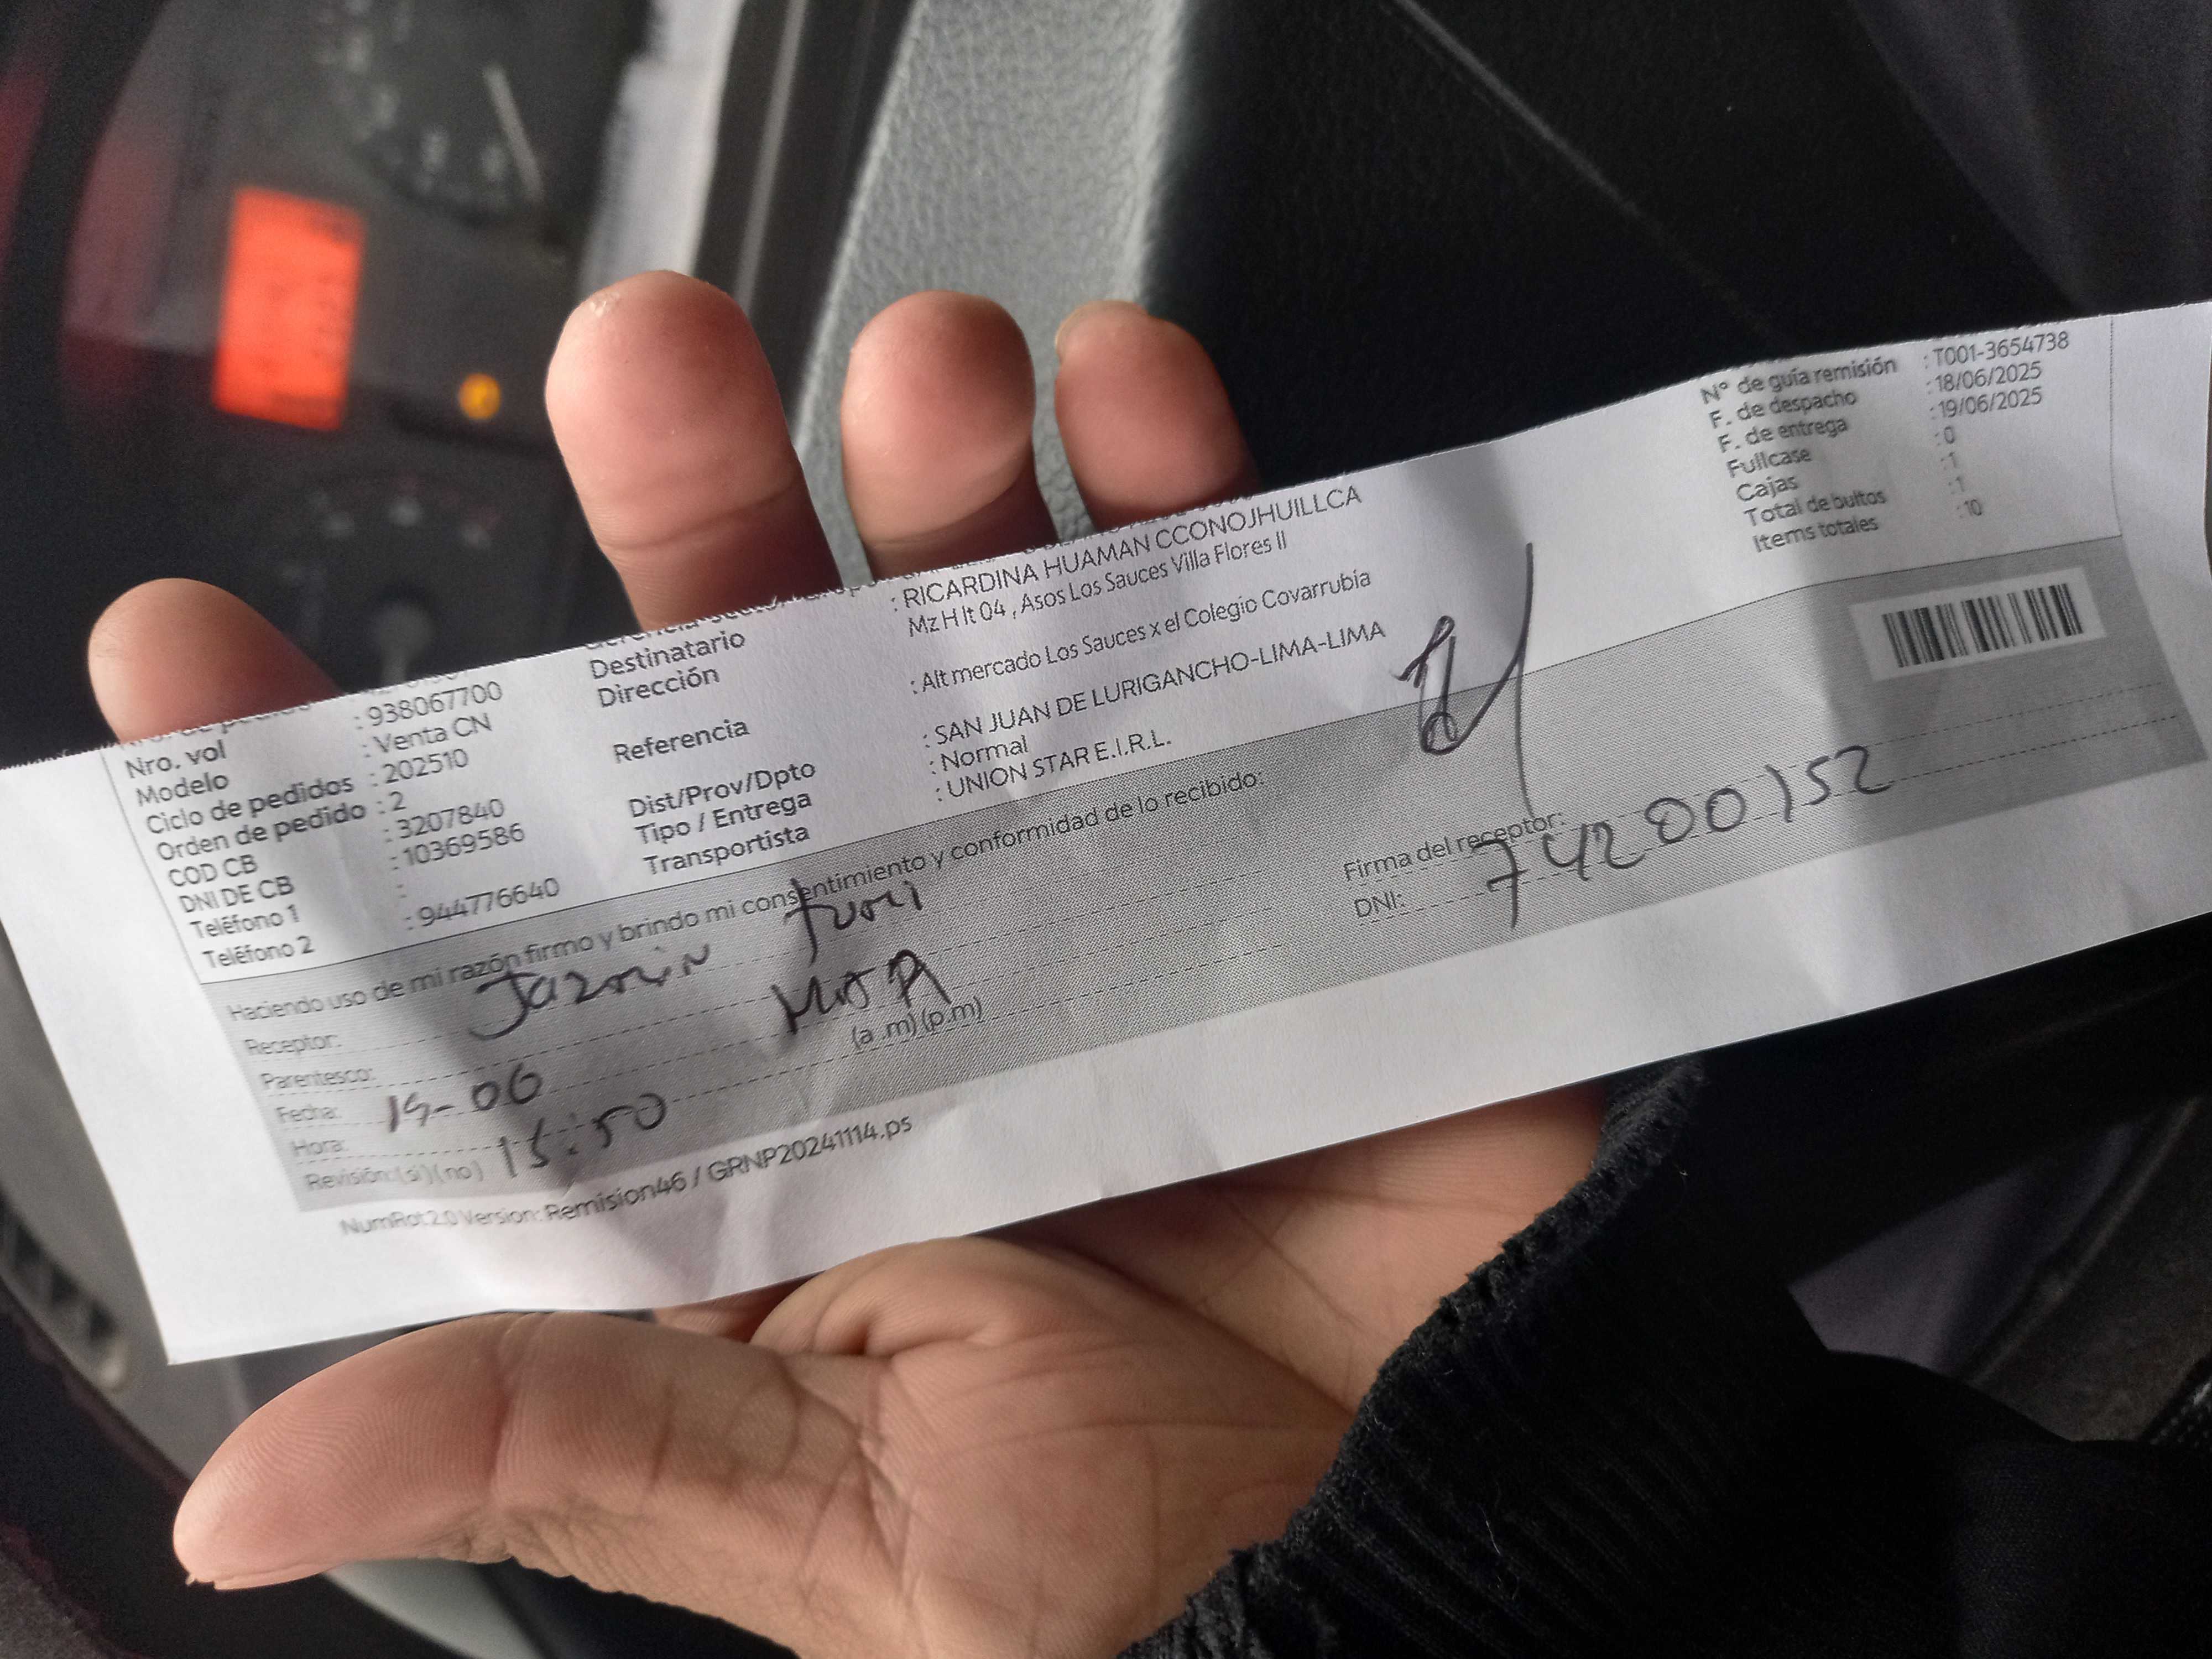 Nro. vol : 938067700
Modelo : Venta CN
Ciclo de pedidos : 202510
Orden de pedido : 2
COD CB : 3207840
DNI DE CB : 10369586
Teléfono 1 :
Teléfono 2 : 944776640
Destinatario : RICARDINA HUAMAN CCONOJHUILLCA
Dirección Mz H lt 04 , Asos Los Sauces Villa Flores II
Referencia : Alt mercado Los Sauces x el Colegio Covarrubia
Dist/Prov/Dpto : SAN JUAN DE LURIGANCHO-LIMA-LIMA
Tipo / Entrega : Normal
Transportista : UNION STAR E.I.R.L.
N° de guía remisión : T001-3654738
F. de despacho : 18/06/2025
F. de entrega : 19/06/2025
Fullcase : 0
Cajas : 1
Total de bultos : 1
Items totales : 10
Haciendo uso de mi razón firmo y brindo mi consentimiento y conformidad de lo recibido:
Receptor: Jazmin
Parentesco:
Fecha: 19-06
Hora: 15:50 (a .m) (p.m)
Revisión:(si)(no)
Firma del receptor:
DNI: 74200152
NumRot2.0 Version: Remision46 / GRNP20241114.ps